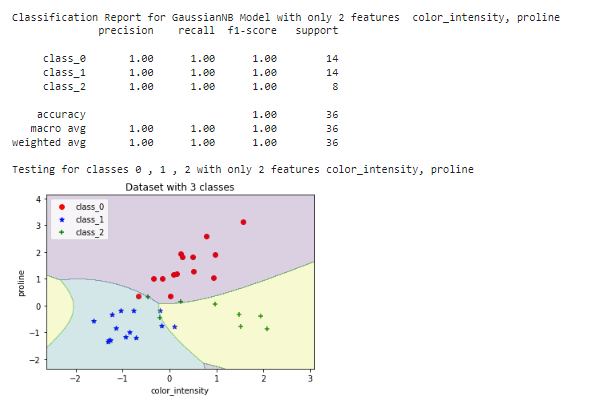 Classification Report for GaussianNB Model with only 2 features  color_intensity, proline
precision    recall  f1-score   support
class_0       1.00      1.00      1.00        14
class_1       1.00      1.00      1.00        14
class_2       1.00      1.00      1.00         8
accuracy                           1.00        36
macro avg       1.00      1.00      1.00        36
weighted avg       1.00      1.00      1.00        36
Testing for classes 0 , 1 , 2 with only 2 features color_intensity, proline
Dataset with 3 classes
class_0
class_1
class_2
4
3
2
1
0
−1
−2
proline
−2 −1 0 1 2 3
color_intensity